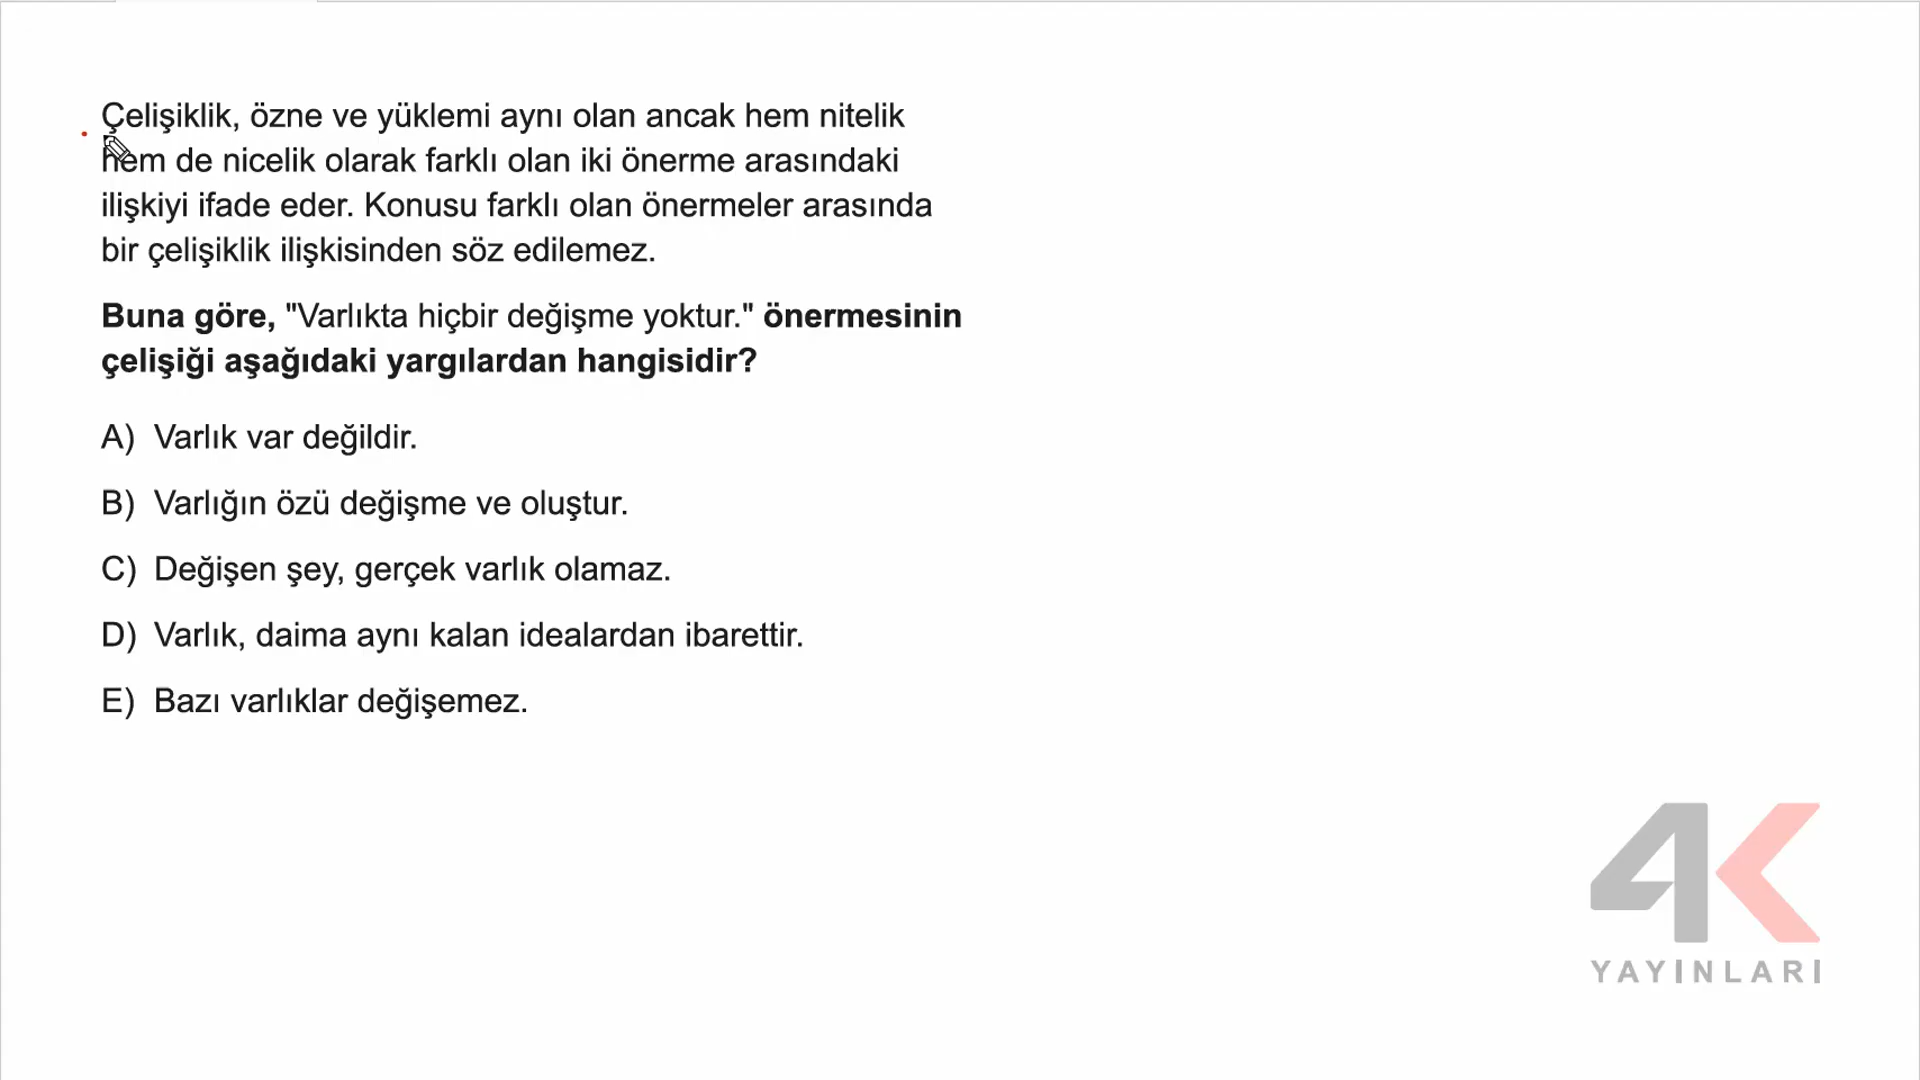 Çelişiklik, özne ve yüklemi aynı olan ancak hem nitelik
hem de nicelik olarak farklı olan iki önerme arasındaki
ilişkiyi ifade eder. Konusu farklı olan önermeler arasında
bir çelişiklik ilişkisinden söz edilemez.
Buna göre, "Varlıkta hiçbir değişme yoktur." önermesinin
çelişiği aşağıdaki yargılardan hangisidir?
A) Varlık var değildir.
B) Varlığın özü değişme ve oluştur.
C) Değişen şey, gerçek varlık olamaz.
D) Varlık, daima aynı kalan idealardan ibarettir.
E) Bazı varlıklar değişemez.
4K
YAYINLARI